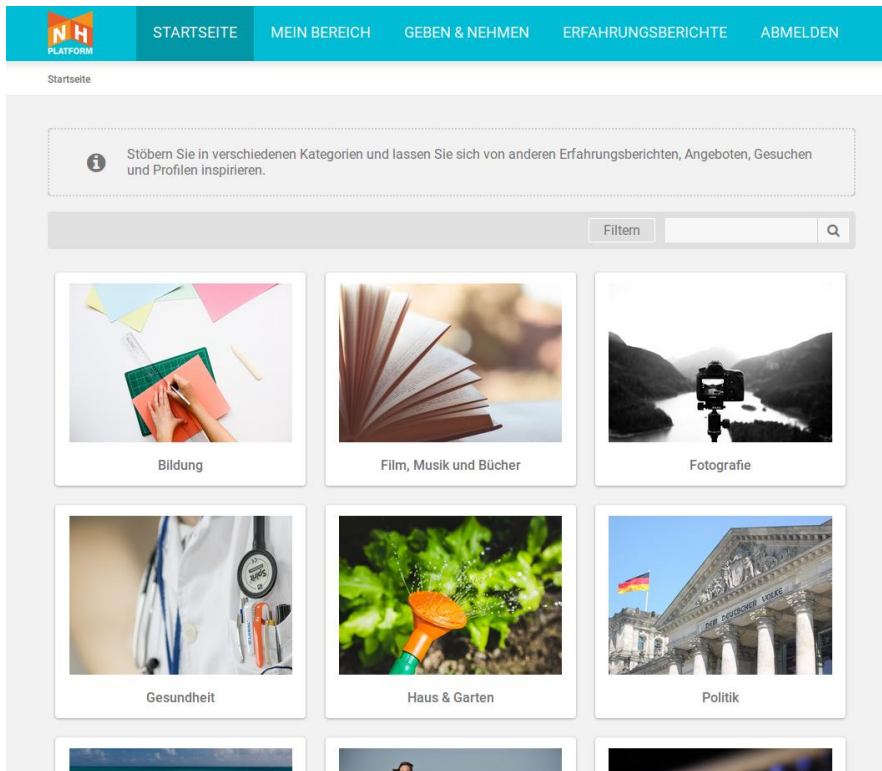 NH
PLATFORM
STARTSEITE
MEIN BEREICH
GEBEN & NEHMEN
ERFAHRUNGSBERICHTE
ABMELDEN
Startseite
Stöbern Sie in verschiedenen Kategorien und lassen Sie sich von anderen Erfahrungsberichten, Angeboten, Gesuchen
und Profilen inspirieren.
Filtern
Bildung
Film, Musik und Bücher
Fotografie
Spirit
DEM DEUTSCHEN VOLKE
Gesundheit
Haus & Garten
Politik